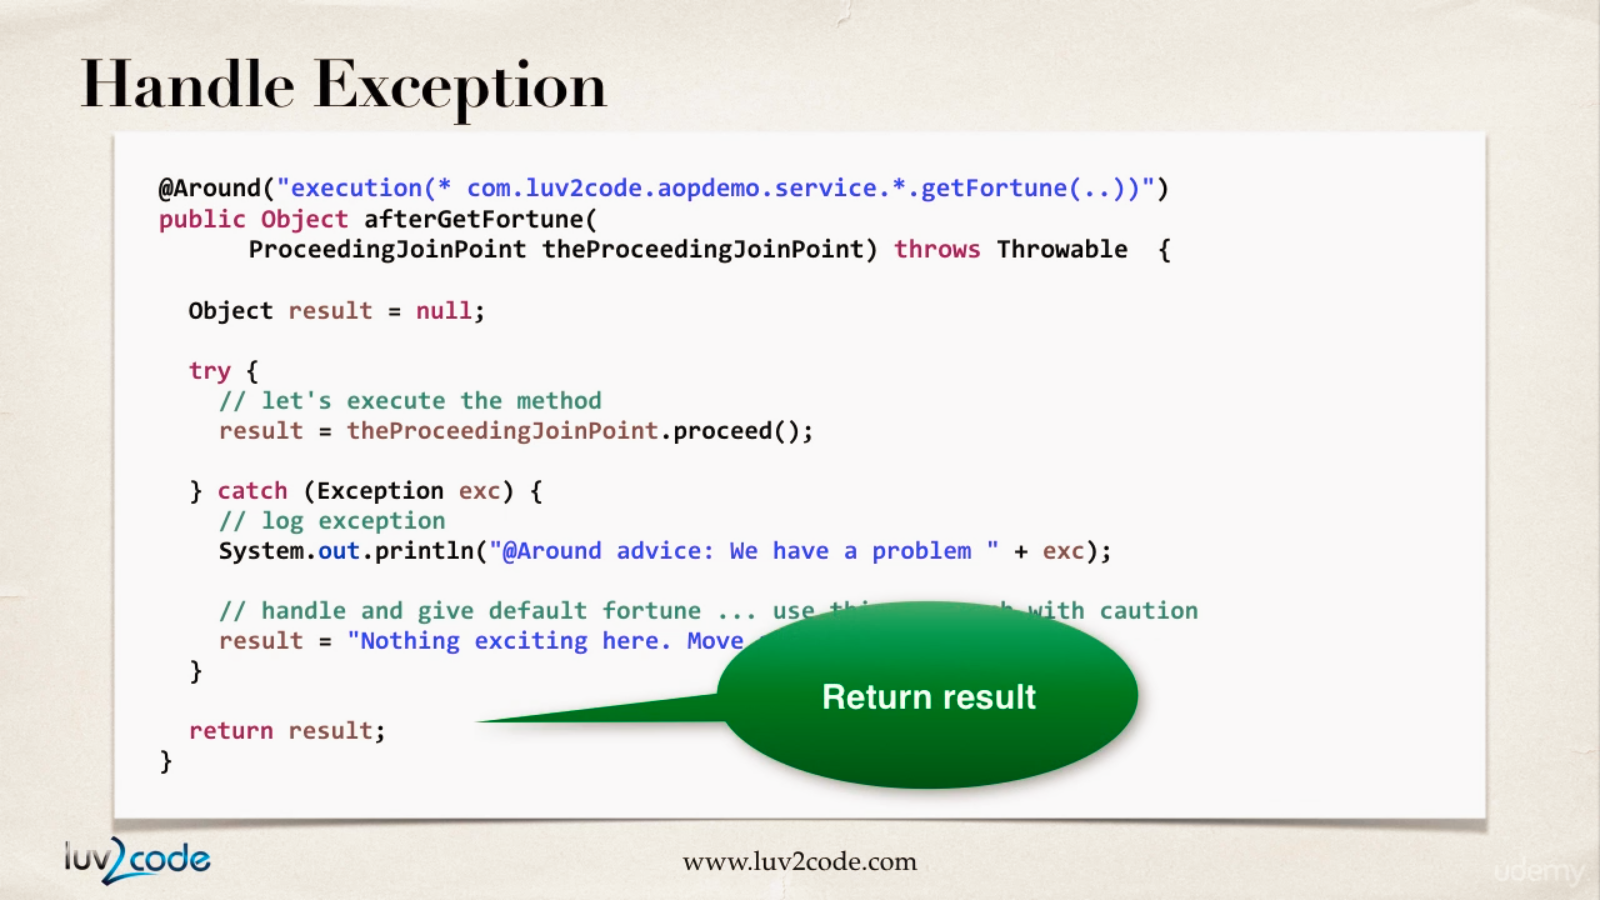 Handle Exception
@Around("execution(* com.luv2code.aopdemo.service.*.getFortune(..))")
public Object afterGetFortune(
ProceedingJoinPoint theProceedingJoinPoint) throws Throwable {
Object result = null;
try {
// let's execute the method
result = theProceedingJoinPoint.proceed();
} catch (Exception exc) {
// log exception
System.out.println("@Around advice: We have a problem " + exc);
// handle and give default fortune ... use with caution
result = "Nothing exciting here. Move
}
Return result
return result;
}
luv2code
www.luv2code.com
udemy